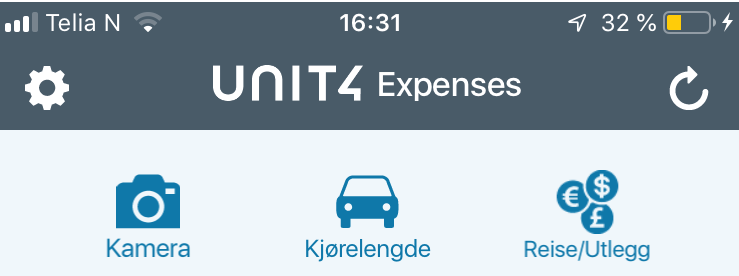 Telia N 16:31 32 %
UNIT4 Expenses
€ $ £
Kamera Kjørelengde Reise/Utlegg